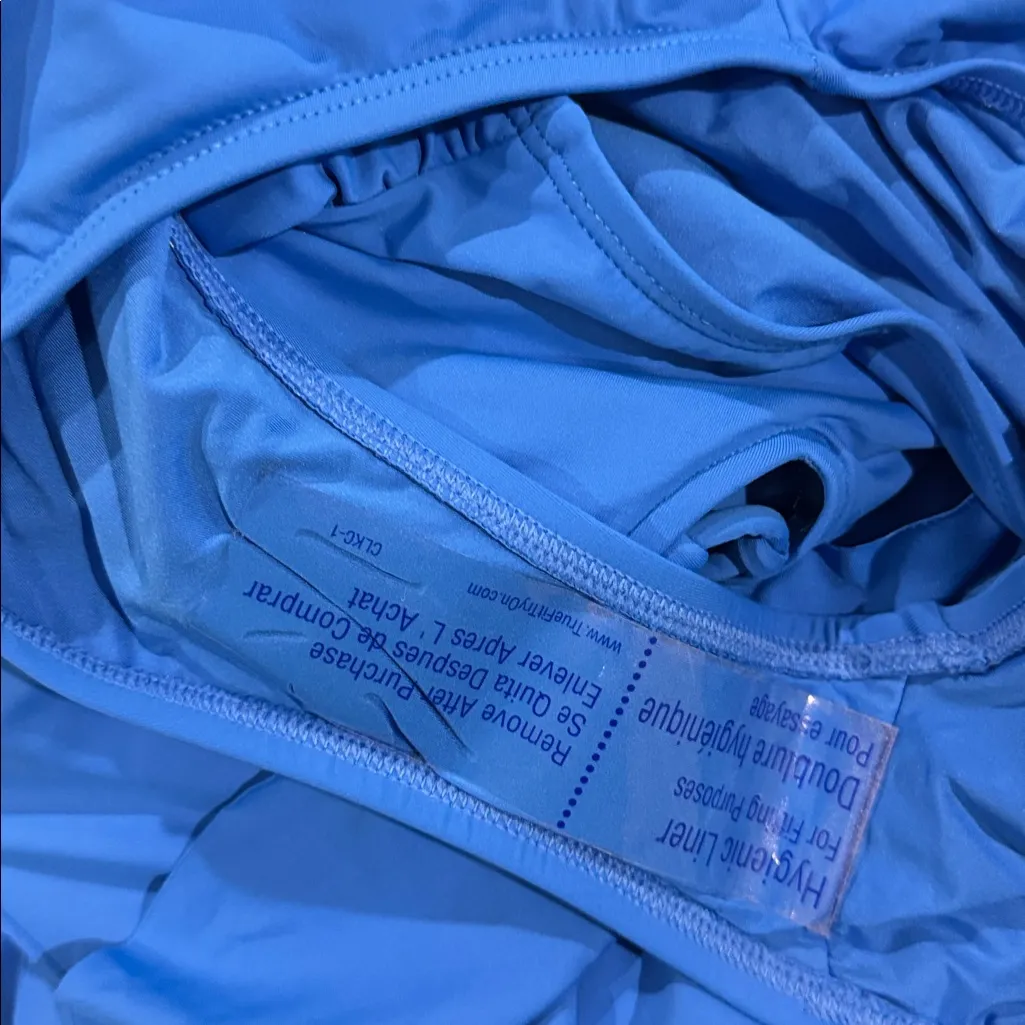 Hygienic Liner
For Fitting Purposes
Doublure hygiénique
Pour essayage
Remove After Purchase
Se Quita Despues de Comprar
Enlever Apres L' Achat
www.TrueFitTryOn.com
CLKC-1